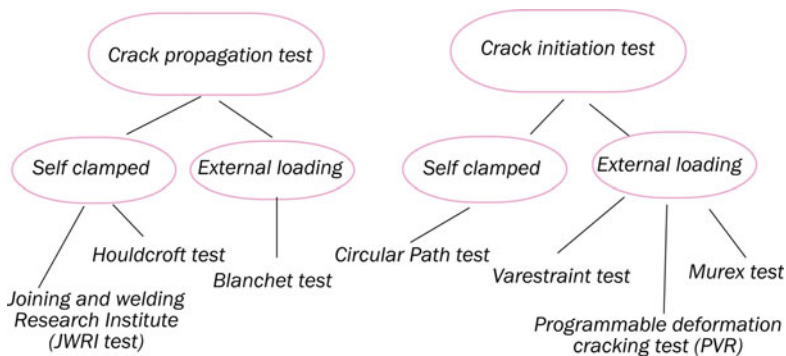 Crack propagation test
Crack initiation test
Self clamped
External loading
Self clamped
External loading
Houldcroft test
Blanchet test
Joining and welding
Research Institute
(JWRI test)
Circular Path test
Varestraint test
Murex test
Programmable deformation
cracking test (PVR)